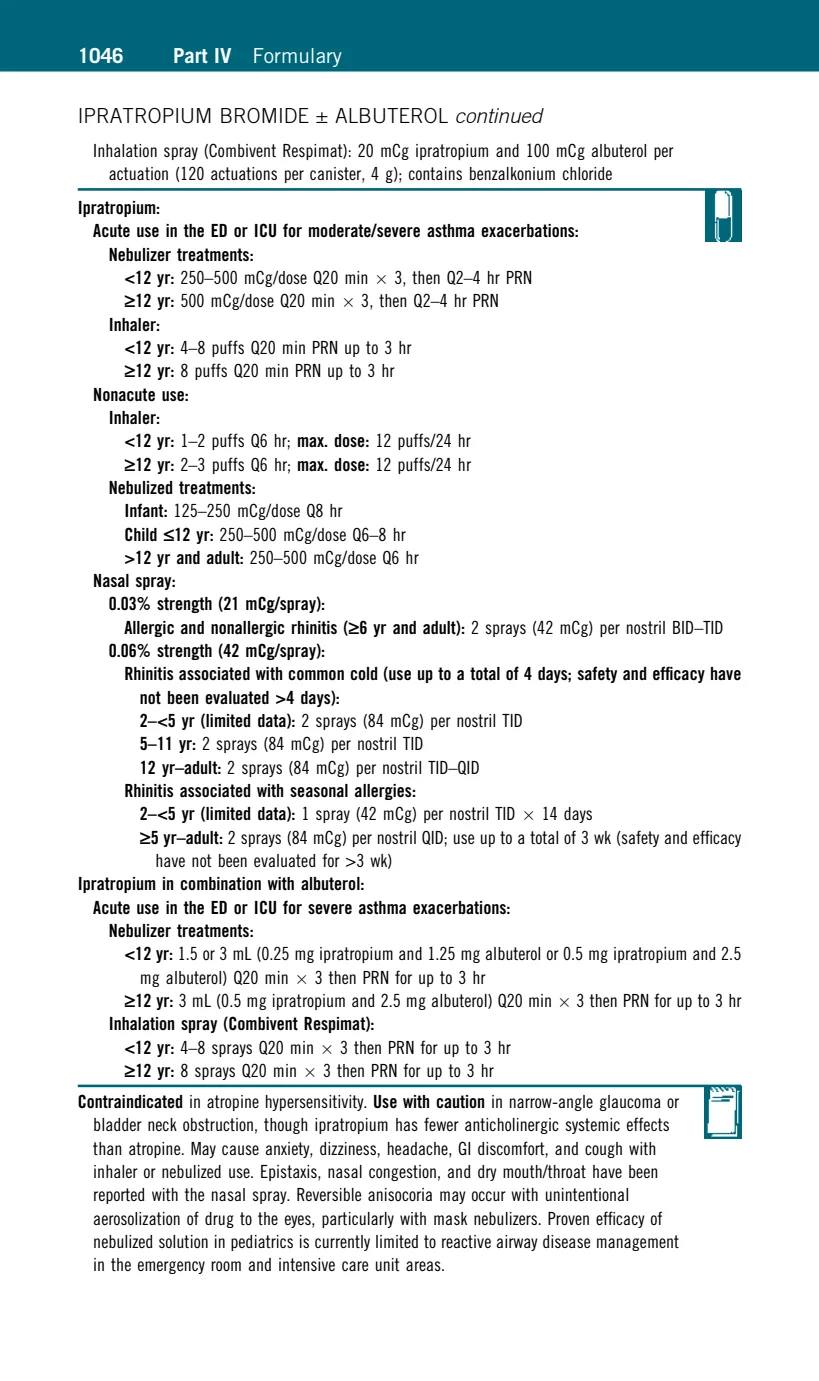 1046 Part IV Formulary
IPRATROPIUM BROMIDE ± ALBUTEROL continued
Inhalation spray (Combivent Respimat): 20 mCg ipratropium and 100 mCg albuterol per
actuation (120 actuations per canister, 4 g); contains benzalkonium chloride
Ipratropium:
Acute use in the ED or ICU for moderate/severe asthma exacerbations:
Nebulizer treatments:
<12 yr: 250–500 mCg/dose Q20 min × 3, then Q2–4 hr PRN
≥12 yr: 500 mCg/dose Q20 min × 3, then Q2–4 hr PRN
Inhaler:
<12 yr: 4–8 puffs Q20 min PRN up to 3 hr
≥12 yr: 8 puffs Q20 min PRN up to 3 hr
Nonacute use:
Inhaler:
<12 yr: 1–2 puffs Q6 hr; max. dose: 12 puffs/24 hr
≥12 yr: 2–3 puffs Q6 hr; max. dose: 12 puffs/24 hr
Nebulized treatments:
Infant: 125–250 mCg/dose Q8 hr
Child ≤12 yr: 250–500 mCg/dose Q6–8 hr
>12 yr and adult: 250–500 mCg/dose Q6 hr
Nasal spray:
0.03% strength (21 mCg/spray):
Allergic and nonallergic rhinitis (≥6 yr and adult): 2 sprays (42 mCg) per nostril BID–TID
0.06% strength (42 mCg/spray):
Rhinitis associated with common cold (use up to a total of 4 days; safety and efficacy have
not been evaluated >4 days):
2–<5 yr (limited data): 2 sprays (84 mCg) per nostril TID
5–11 yr: 2 sprays (84 mCg) per nostril TID
12 yr–adult: 2 sprays (84 mCg) per nostril TID–QID
Rhinitis associated with seasonal allergies:
2–<5 yr (limited data): 1 spray (42 mCg) per nostril TID × 14 days
≥5 yr–adult: 2 sprays (84 mCg) per nostril QID; use up to a total of 3 wk (safety and efficacy
have not been evaluated for >3 wk)
Ipratropium in combination with albuterol:
Acute use in the ED or ICU for severe asthma exacerbations:
Nebulizer treatments:
<12 yr: 1.5 or 3 mL (0.25 mg ipratropium and 1.25 mg albuterol or 0.5 mg ipratropium and 2.5
mg albuterol) Q20 min × 3 then PRN for up to 3 hr
≥12 yr: 3 mL (0.5 mg ipratropium and 2.5 mg albuterol) Q20 min × 3 then PRN for up to 3 hr
Inhalation spray (Combivent Respimat):
<12 yr: 4–8 sprays Q20 min × 3 then PRN for up to 3 hr
≥12 yr: 8 sprays Q20 min × 3 then PRN for up to 3 hr
Contraindicated in atropine hypersensitivity. Use with caution in narrow-angle glaucoma or
bladder neck obstruction, though ipratropium has fewer anticholinergic systemic effects
than atropine. May cause anxiety, dizziness, headache, GI discomfort, and cough with
inhaler or nebulized use. Epistaxis, nasal congestion, and dry mouth/throat have been
reported with the nasal spray. Reversible anisocoria may occur with unintentional
aerosolization of drug to the eyes, particularly with mask nebulizers. Proven efficacy of
nebulized solution in pediatrics is currently limited to reactive airway disease management
in the emergency room and intensive care unit areas.